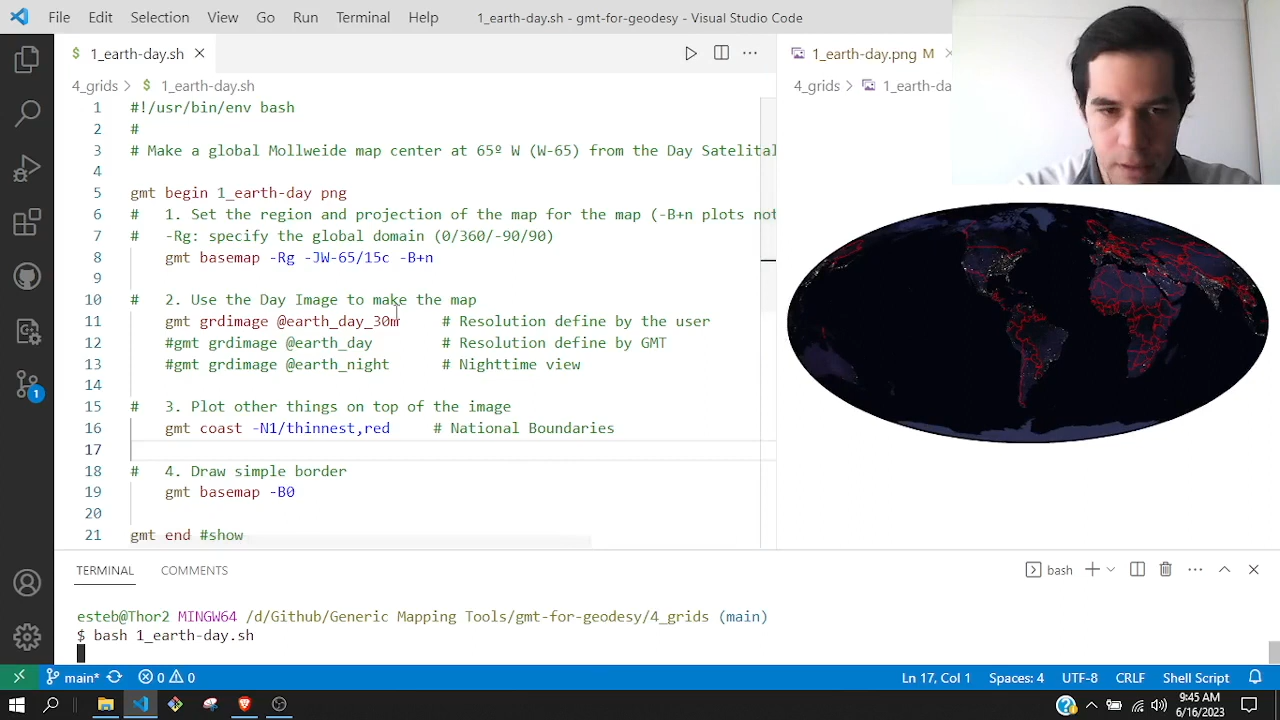 File Edit Selection View Go Run Terminal Help 1_earth-day.sh - gmt-for-geodesy - Visual Studio Code
$ 1_earth-day.sh
1_earth-day.png M
4_grids > $ 1_earth-day.sh
4_grids > 1_earth-da
1 #!/usr/bin/env bash
2 #
3 # Make a global Mollweide map center at 65º W (W-65) from the Day Satelital
4
5 gmt begin 1_earth-day png
6 #   1. Set the region and projection of the map for the map (-B+n plots not
7 #   -Rg: specify the global domain (0/360/-90/90)
8     gmt basemap -Rg -JW-65/15c -B+n
9
10 #   2. Use the Day Image to make the map
11     gmt grdimage @earth_day_30m     # Resolution define by the user
12     #gmt grdimage @earth_day        # Resolution define by GMT
13     #gmt grdimage @earth_night      # Nighttime view
14
15 #   3. Plot other things on top of the image
16     gmt coast -N1/thinnest,red     # National Boundaries
17
18 #   4. Draw simple border
19     gmt basemap -B0
20
21 gmt end #show
TERMINAL COMMENTS
bash
esteb@Thor2 MINGW64 /d/Github/Generic Mapping Tools/gmt-for-geodesy/4_grids (main)
$ bash 1_earth-day.sh
1
main* 0 0 Ln 17, Col 1 Spaces: 4 UTF-8 CRLF Shell Script
9:45 AM
6/16/2023